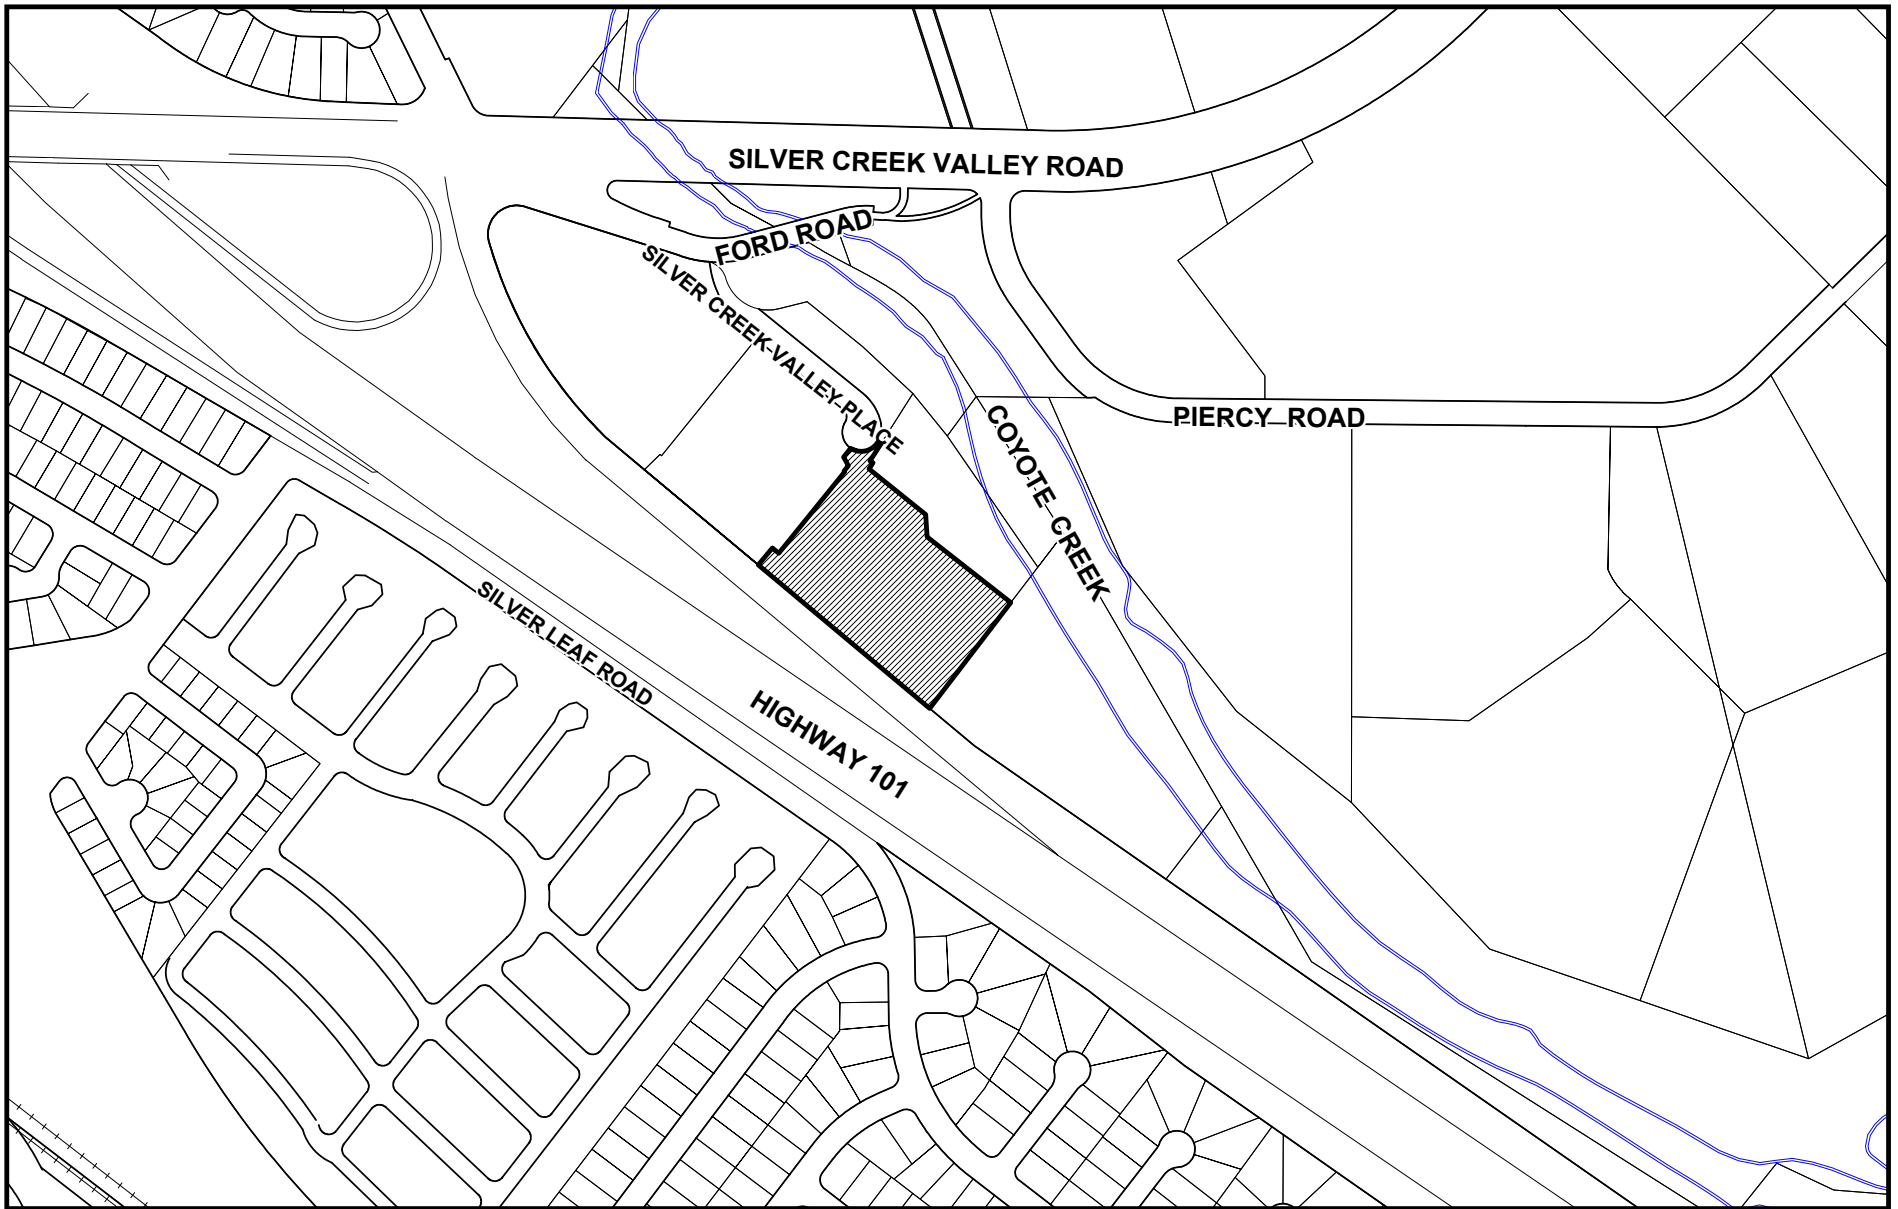 SILVER CREEK VALLEY ROAD
FORD ROAD
SILVER CREEK VALLEY PLACE
PIERCY ROAD
COYOTE CREEK
SILVER LEAF ROAD
HIGHWAY 101